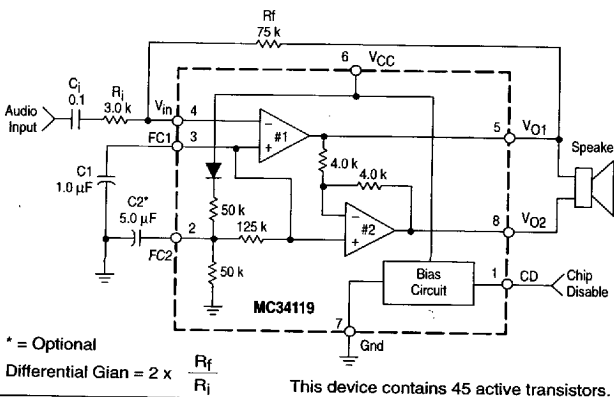 Rf
75 k
6 VCC
Ci
0.1
Ri
3.0 k
Audio
Input
Vin
4
FC1
3
−
+
#1
5
VO1
Speake
4.0 k
4.0 k
C1
1.0 µF
C2*
5.0 µF
50 k
2
FC2
125 k
−
+
#2
8
VO2
50 k
Bias
Circuit
1
CD
Chip
Disable
MC34119
7
Gnd
* = Optional
Differential Gian = 2 x Rf
Ri
This device contains 45 active transistors.